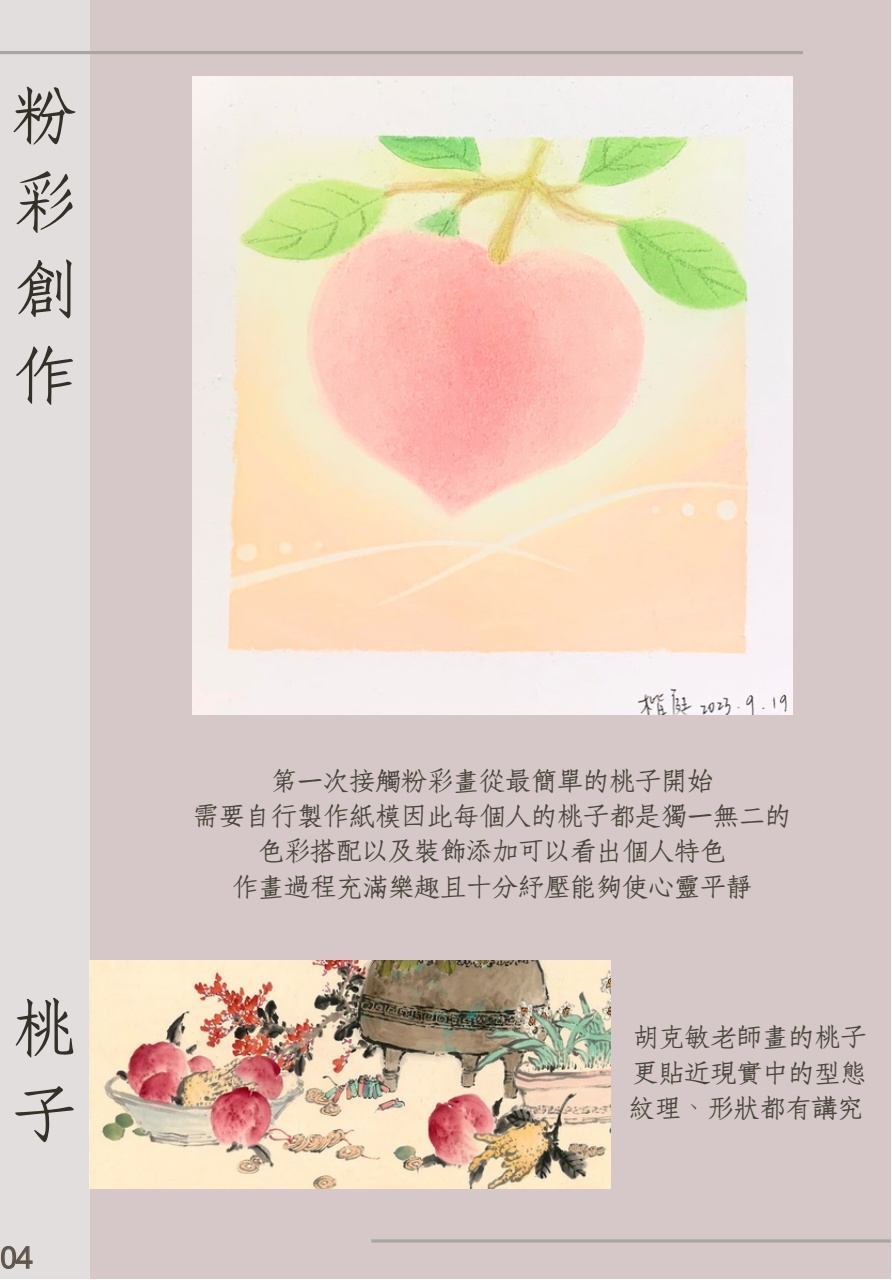 粉彩創作
楷庭 2023.9.19
第一次接觸粉彩畫從最簡單的桃子開始
需要自行製作紙模因此每個人的桃子都是獨一無二的
色彩搭配以及裝飾添加可以看出個人特色
作畫過程充滿樂趣且十分紓壓能夠使心靈平靜
桃子
胡克敏老師畫的桃子
更貼近現實中的型態
紋理、形狀都有講究
04